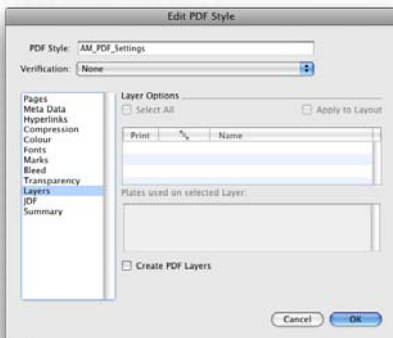 Edit PDF Style
PDF Style: AM_PDF_Settings
Verification: None
Pages
Meta Data
Hyperlinks
Compression
Colour
Fonts
Marks
Bleed
Transparency
Layers
JDF
Summary
Layer Options
Select All
Apply to Layout
Print Name
Plates used on selected Layer:
Create PDF Layers
Cancel OK